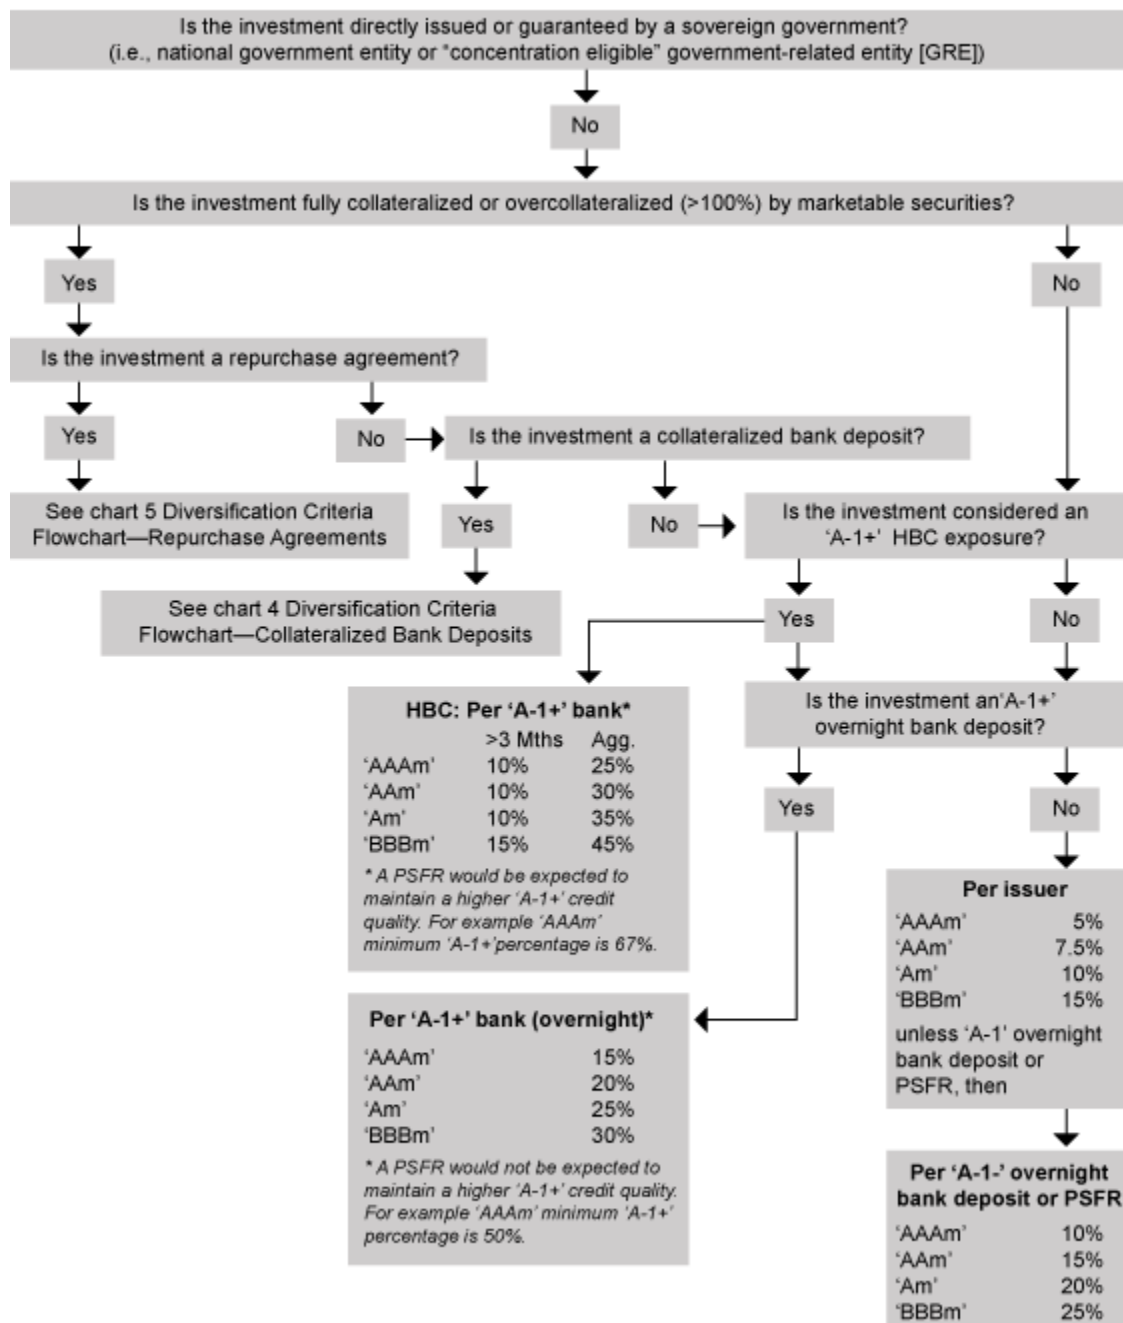 Is the investment directly issued or guaranteed by a sovereign government?
(i.e., national government entity or "concentration eligible" government-related entity [GRE])
No
Is the investment fully collateralized or overcollateralized (>100%) by marketable securities?
Yes
No
Is the investment a repurchase agreement?
Yes
No
Is the investment a collateralized bank deposit?
See chart 5 Diversification Criteria
Flowchart—Repurchase Agreements
Yes
No
Is the investment considered an
‘A-1+’ HBC exposure?
See chart 4 Diversification Criteria
Flowchart—Collateralized Bank Deposits
Yes
No
HBC: Per ‘A-1+’ bank*
>3 Mths Agg.
‘AAAm’ 10% 25%
‘AAm’ 10% 30%
‘Am’ 10% 35%
‘BBBm’ 15% 45%
* A PSFR would be expected to
maintain a higher ‘A-1+’ credit
quality. For example ‘AAAm’
minimum ‘A-1+’percentage is 67%.
Is the investment an‘A-1+’
overnight bank deposit?
Yes
No
Per ‘A-1+’ bank (overnight)*
‘AAAm’ 15%
‘AAm’ 20%
‘Am’ 25%
‘BBBm’ 30%
* A PSFR would not be expected to
maintain a higher ‘A-1+’ credit quality.
For example ‘AAAm’ minimum ‘A-1+’
percentage is 50%.
Per issuer
‘AAAm’ 5%
‘AAm’ 7.5%
‘Am’ 10%
‘BBBm’ 15%
unless ‘A-1’ overnight
bank deposit or
PSFR, then
Per ‘A-1-’ overnight
bank deposit or PSFR
‘AAAm’ 10%
‘AAm’ 15%
‘Am’ 20%
‘BBBm’ 25%